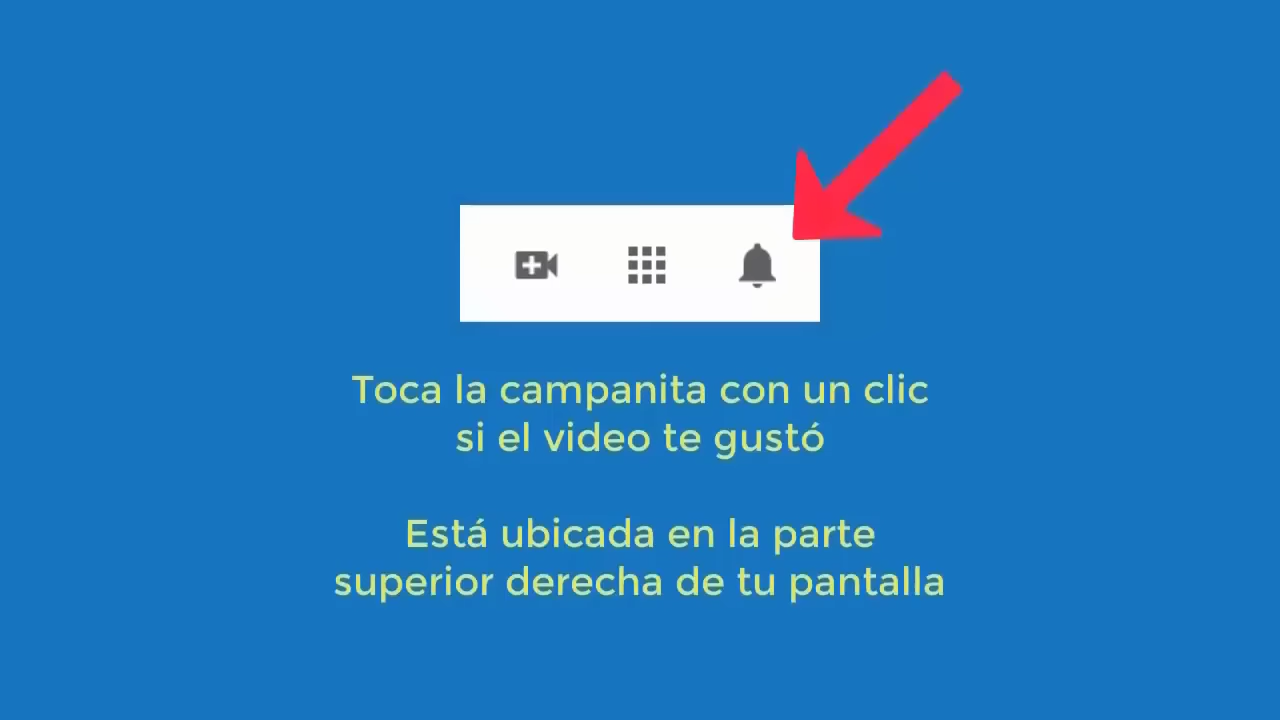 Toca la campanita con un clic
si el video te gustó
Está ubicada en la parte
superior derecha de tu pantalla